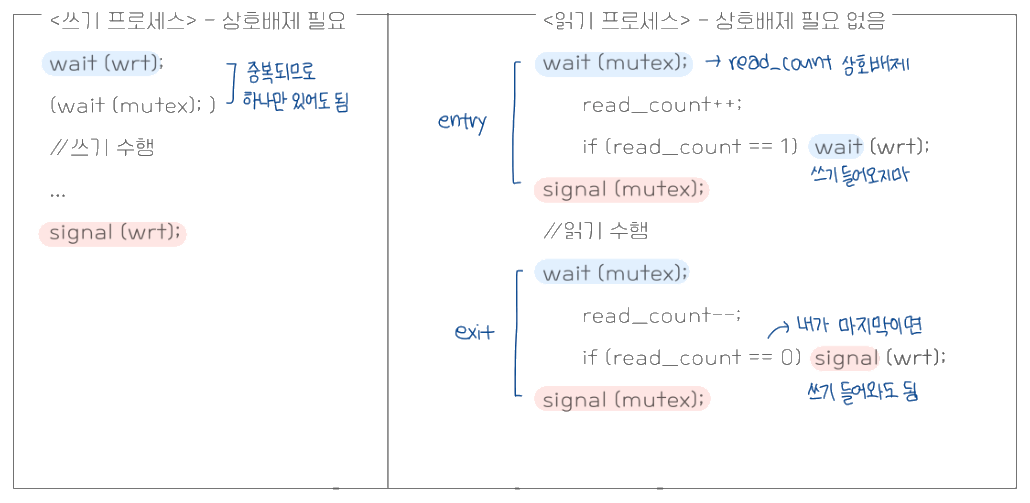 <쓰기 프로세스> - 상호배제 필요
wait (wrt);
(wait (mutex); )
중복되므로
하나만 있어도 됨
//쓰기 수행
...
signal (wrt);
<읽기 프로세스> - 상호배제 필요 없음
wait (mutex); → read_count 상호배제
entry
read_count++;
if (read_count == 1) wait (wrt);
쓰기 들어오지마
signal (mutex);
//읽기 수행
wait (mutex);
exit
read_count--;
→ 내가 마지막이면
if (read_count == 0) signal (wrt);
쓰기 들어와도 됨
signal (mutex);